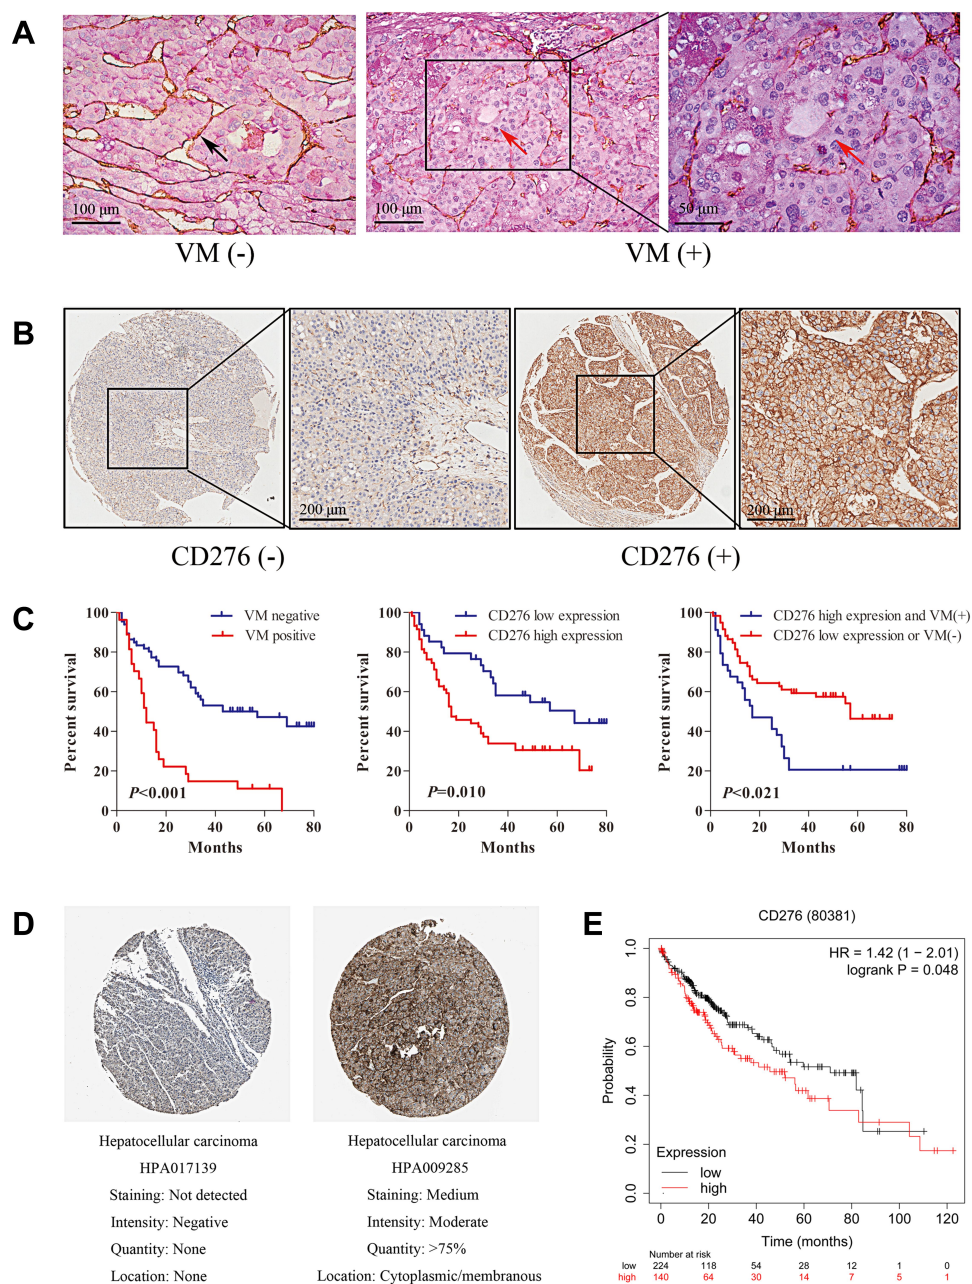 A
100 μm
100 μm
50 μm
VM (-)
VM (+)
B
200 μm
200 μm
CD276 (-)
CD276 (+)
C
Percent survival
100
80
60
40
20
0
0 20 40 60 80
Months
VM negative
VM positive
P<0.001
Percent survival
100
80
60
40
20
0
0 20 40 60 80
Months
CD276 low expression
CD276 high expression
P=0.010
Percent survival
100
80
60
40
20
0
0 20 40 60 80
Months
CD276 high expresion and VM(+)
CD276 low expression or VM(-)
P<0.021
D
Hepatocellular carcinoma
HPA017139
Staining: Not detected
Intensity: Negative
Quantity: None
Location: None
Hepatocellular carcinoma
HPA009285
Staining: Medium
Intensity: Moderate
Quantity: >75%
Location: Cytoplasmic/membranous
E
CD276 (80381)
HR = 1.42 (1 − 2.01)
logrank P = 0.048
Probability
1.0
0.8
0.6
0.4
0.2
0.0
Expression
low
high
0 20 40 60 80 100 120
Time (months)
Number at risk
low 224 118 54 28 12 1 0
high 140 64 30 14 7 5 1